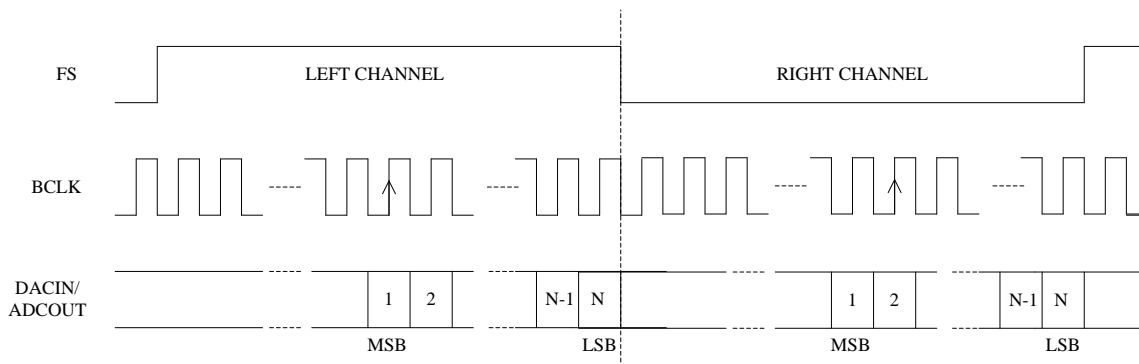 FS
LEFT CHANNEL
RIGHT CHANNEL
BCLK
DACIN/
ADCOUT
1 2 N-1 N 1 2 N-1 N
MSB LSB MSB LSB